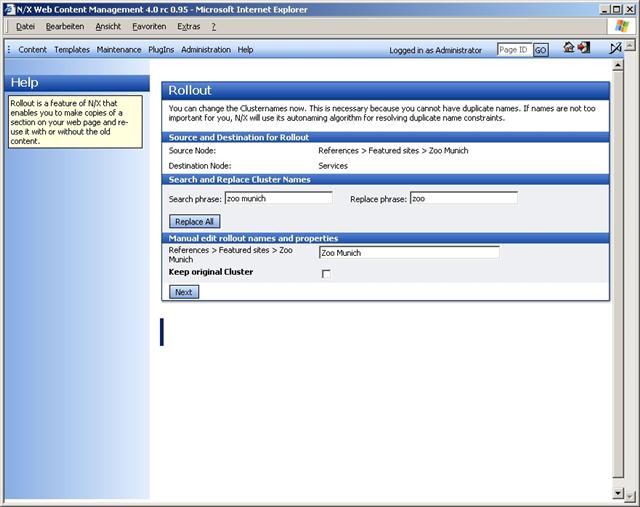 N/X Web Content Management 4.0 rc 0.95 - Microsoft Internet Explorer
Datei Bearbeiten Ansicht Favoriten Extras ?
Content Templates Maintenance PlugIns Administration Help Logged in as Administrator Page ID GO
Help
Rollout is a feature of N/X that
enables you to make copies of a
section on your web page and re-
use it with or without the old
content.
Rollout
You can change the Clusternames now. This is necessary because you cannot have duplicate names. If names are not too
important for you, N/X will use its autonaming algorithm for resolving duplicate name constraints.
Source and Destination for Rollout
Source Node: References > Featured sites > Zoo Munich
Destination Node: Services
Search and Replace Cluster Names
Search phrase: zoo munich Replace phrase: zoo
Replace All
Manual edit rollout names and properties
References > Featured sites > Zoo
Munich
Zoo Munich
Keep original Cluster
Next